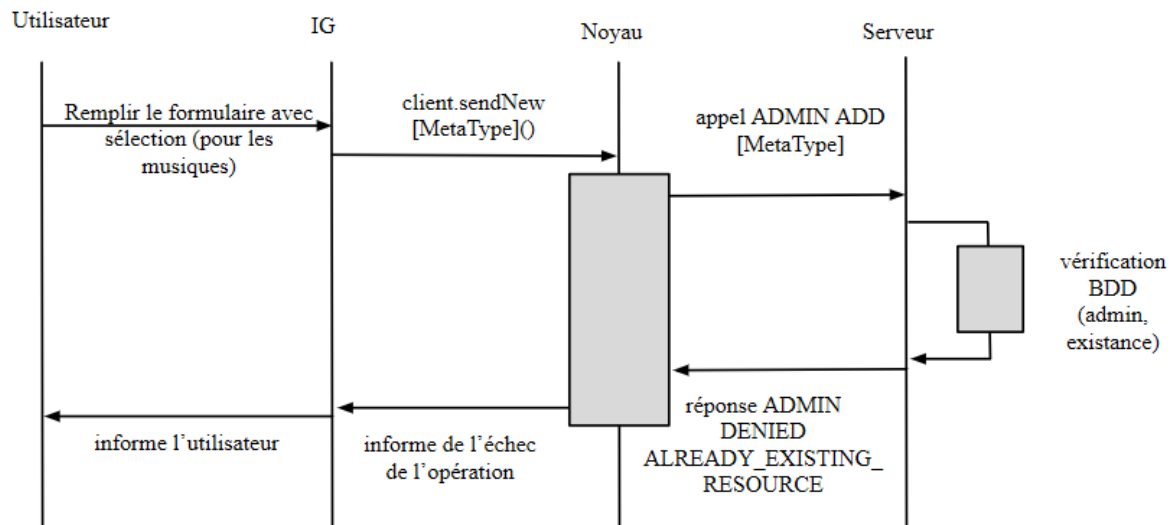 Utilisateur
IG
Noyau
Serveur
Remplir le formulaire avec
sélection (pour les
musiques)
client.sendNew
[MetaType]()
appel ADMIN ADD
[MetaType]
vérification
BDD
(admin,
existance)
réponse ADMIN
DENIED
ALREADY_EXISTING_
RESOURCE
informe de l'échec
de l'opération
informe l'utilisateur